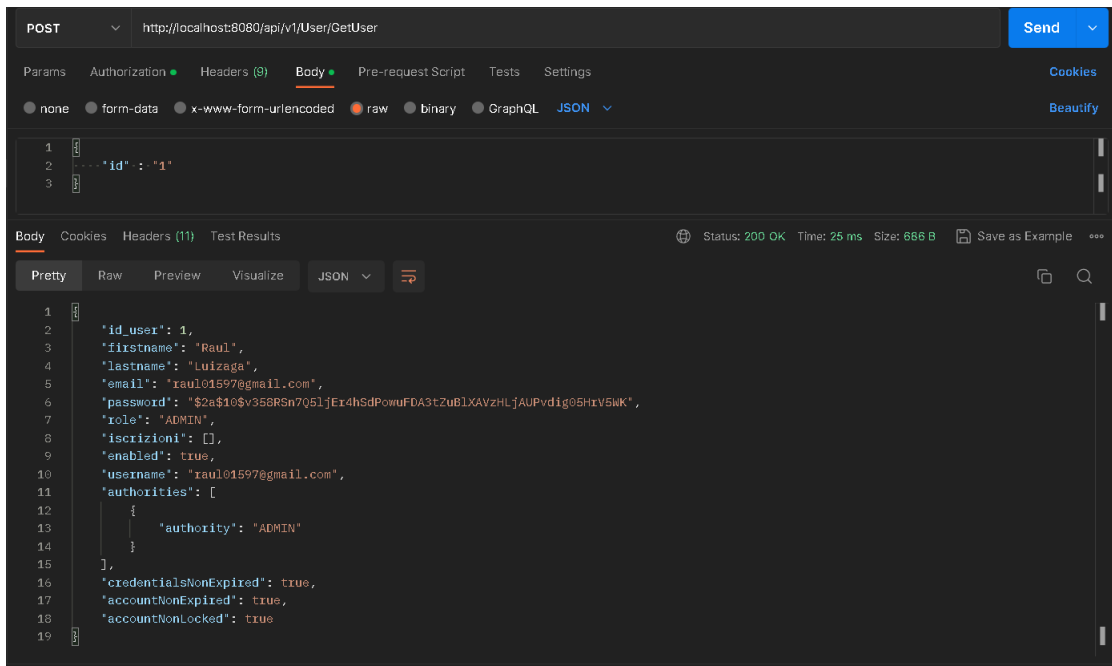 POST http://localhost:8080/api/v1/User/GetUser Send
Params Authorization Headers (9) Body Pre-request Script Tests Settings Cookies
none form-data x-www-form-urlencoded raw binary GraphQL JSON Beautify
1 {
2 "id" : "1"
3 }
Body Cookies Headers (11) Test Results Status: 200 OK Time: 25 ms Size: 666 B Save as Example
Pretty Raw Preview Visualize JSON
1 {
2 "id_user": 1,
3 "firstname": "Raul",
4 "lastname": "Luizaga",
5 "email": "raul01597@gmail.com",
6 "password": "$2a$10$v358RSn7Q5ljEr4hSdPowuFDA3tZuBlXAVzHLjAUPvdig05HrV5WK",
7 "role": "ADMIN",
8 "iscrizioni": [],
9 "enabled": true,
10 "username": "raul01597@gmail.com",
11 "authorities": [
12 {
13 "authority": "ADMIN"
14 }
15 ],
16 "credentialsNonExpired": true,
17 "accountNonExpired": true,
18 "accountNonLocked": true
19 }